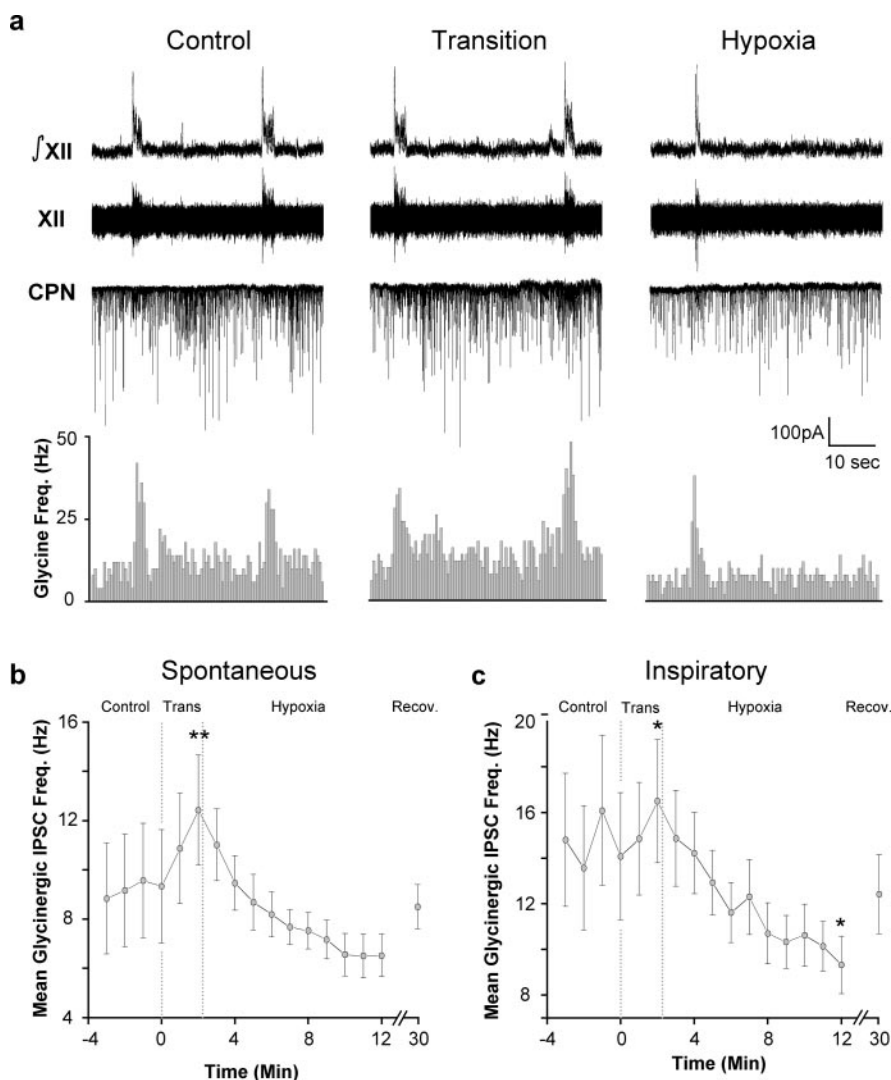 a
Control Transition Hypoxia
∫XII
XII
CPN
100pA
10 sec
Glycine Freq. (Hz)
50
25
0
b Spontaneous
Control Trans Hypoxia Recov.
Mean Glycinergic IPSC Freq. (Hz)
16
12
8
4
**
-4 0 4 8 12 30
Time (Min)
c Inspiratory
Control Trans Hypoxia Recov.
Mean Glycinergic IPSC Freq. (Hz)
20
16
12
8
*
*
-4 0 4 8 12 30
Time (Min)